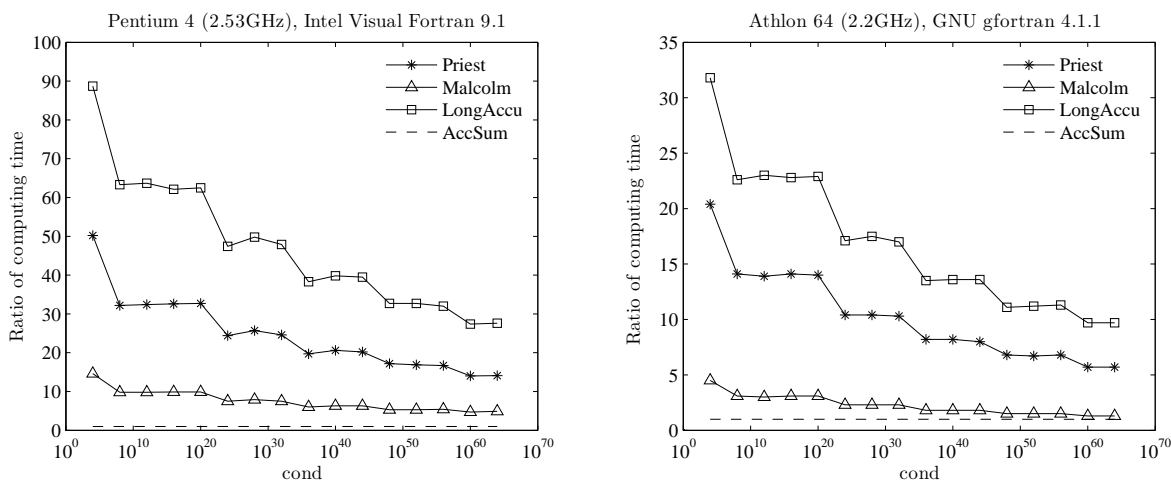 Pentium 4 (2.53GHz), Intel Visual Fortran 9.1
100
90
80
70
60
50
40
30
20
10
0
Ratio of computing time
Priest
Malcolm
LongAccu
AccSum
10^0 10^10 10^20 10^30 10^40 10^50 10^60 10^70
cond
Athlon 64 (2.2GHz), GNU gfortran 4.1.1
35
30
25
20
15
10
5
0
Ratio of computing time
Priest
Malcolm
LongAccu
AccSum
10^0 10^10 10^20 10^30 10^40 10^50 10^60 10^70
cond